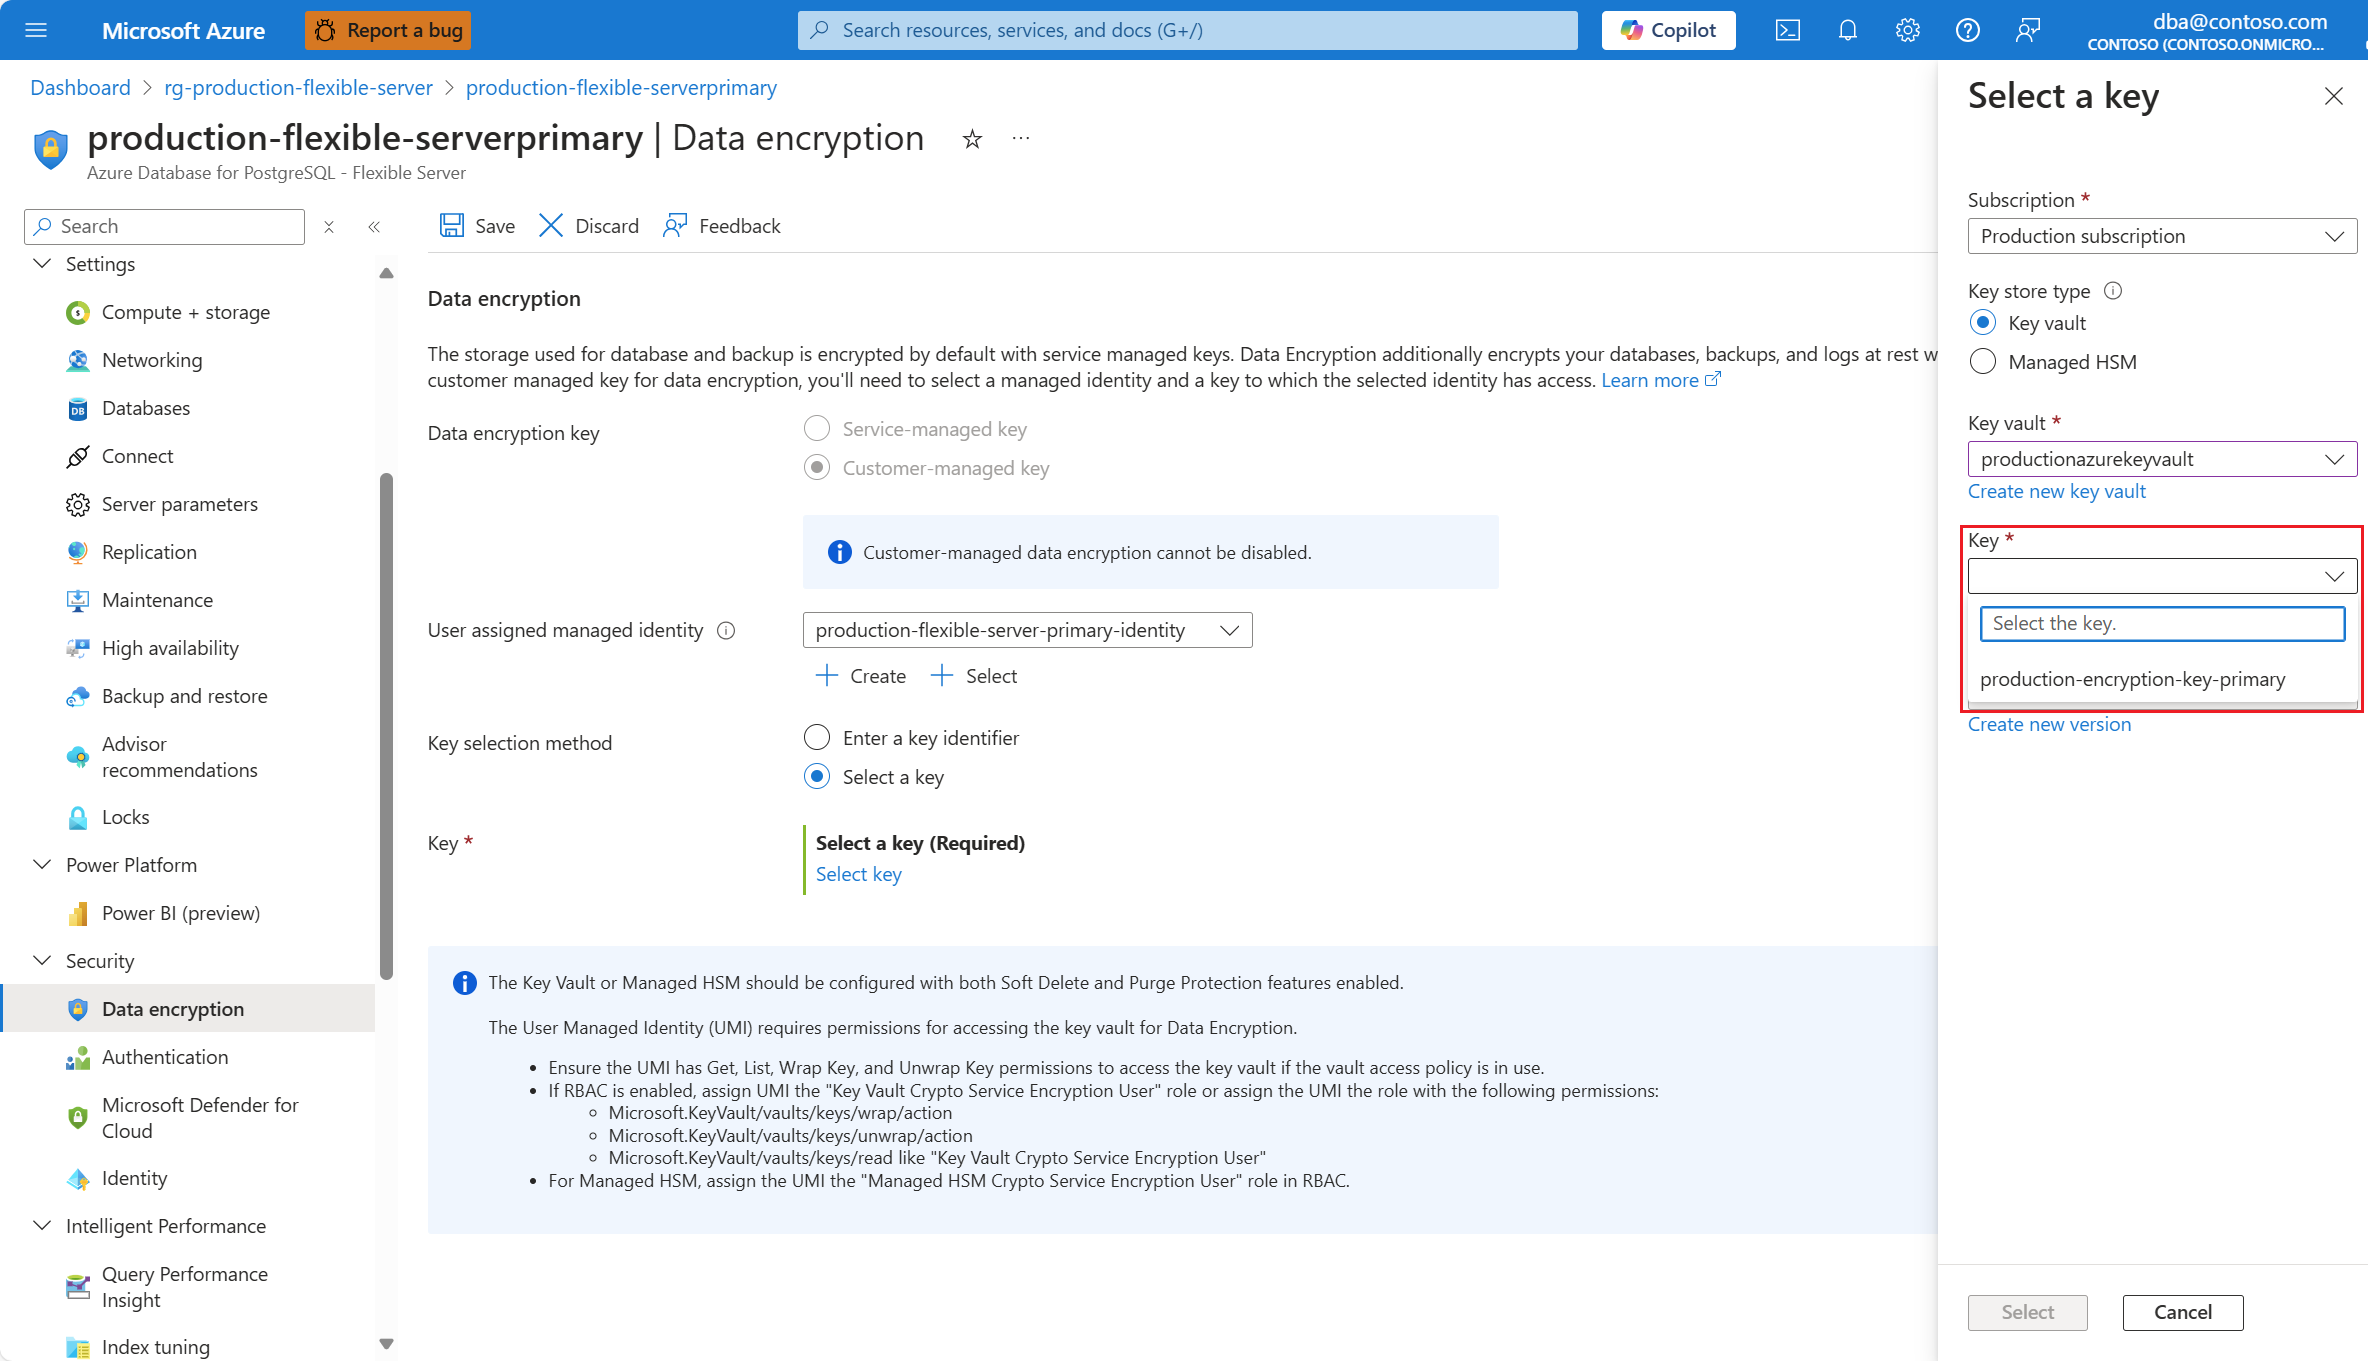 Microsoft Azure
Report a bug
Search resources, services, and docs (G+/)
Copilot
dba@contoso.com
CONTOSO (CONTOSO.ONMICRO...
Dashboard > rg-production-flexible-server > production-flexible-serverprimary
production-flexible-serverprimary | Data encryption
Azure Database for PostgreSQL - Flexible Server
Search
Settings
Compute + storage
Networking
Databases
Connect
Server parameters
Replication
Maintenance
High availability
Backup and restore
Advisor
recommendations
Locks
Power Platform
Power BI (preview)
Security
Data encryption
Authentication
Microsoft Defender for
Cloud
Identity
Intelligent Performance
Query Performance
Insight
Index tuning
Save
Discard
Feedback
Data encryption
The storage used for database and backup is encrypted by default with service managed keys. Data Encryption additionally encrypts your databases, backups, and logs at rest w
customer managed key for data encryption, you'll need to select a managed identity and a key to which the selected identity has access. Learn more
Data encryption key
Service-managed key
Customer-managed key
Customer-managed data encryption cannot be disabled.
User assigned managed identity
production-flexible-server-primary-identity
Create
Select
Key selection method
Enter a key identifier
Select a key
Key *
Select a key (Required)
Select key
The Key Vault or Managed HSM should be configured with both Soft Delete and Purge Protection features enabled.
The User Managed Identity (UMI) requires permissions for accessing the key vault for Data Encryption.
• Ensure the UMI has Get, List, Wrap Key, and Unwrap Key permissions to access the key vault if the vault access policy is in use.
• If RBAC is enabled, assign UMI the "Key Vault Crypto Service Encryption User" role or assign the UMI the role with the following permissions:
◦ Microsoft.KeyVault/vaults/keys/wrap/action
◦ Microsoft.KeyVault/vaults/keys/unwrap/action
◦ Microsoft.KeyVault/vaults/keys/read like "Key Vault Crypto Service Encryption User"
• For Managed HSM, assign the UMI the "Managed HSM Crypto Service Encryption User" role in RBAC.
Select a key
Subscription *
Production subscription
Key store type
Key vault
Managed HSM
Key vault *
productionazurekeyvault
Create new key vault
Key *
Select the key.
production-encryption-key-primary
Create new version
Select
Cancel